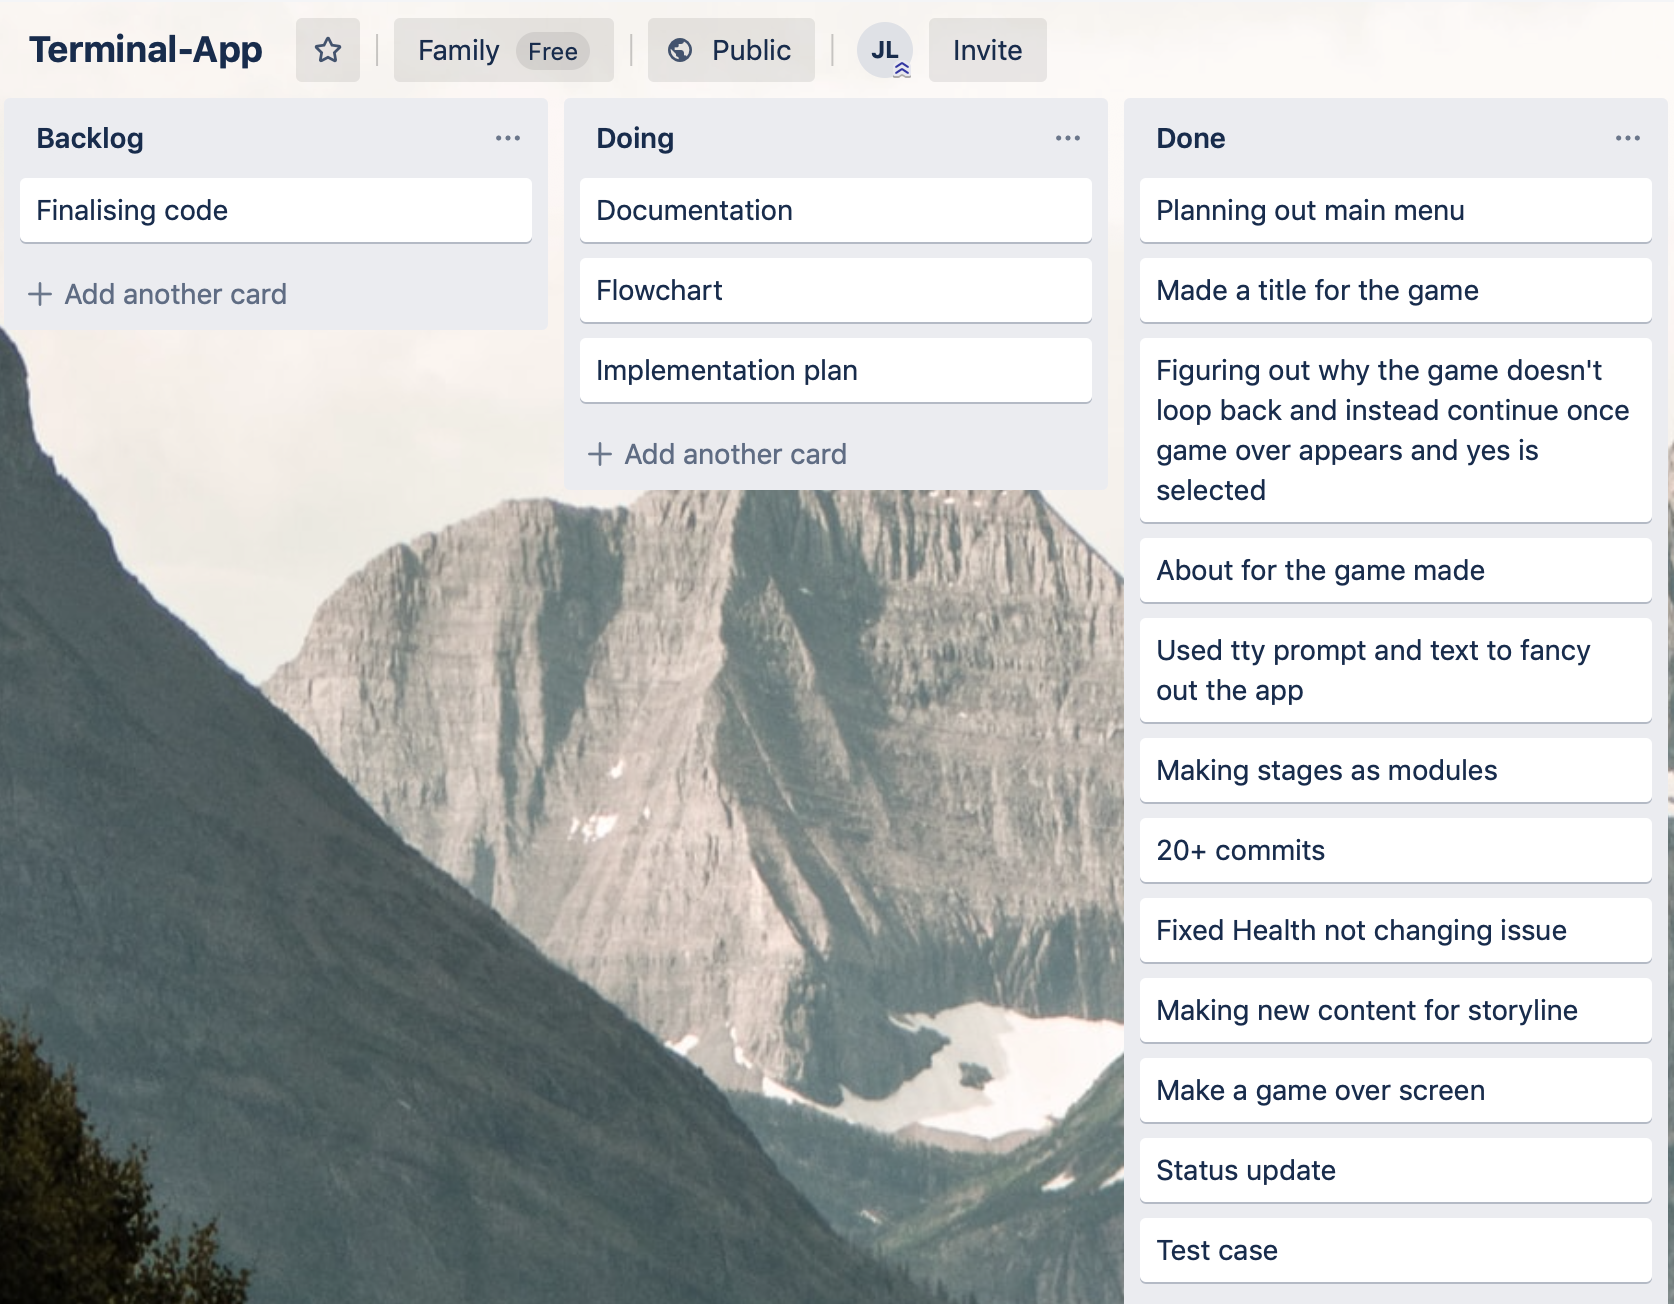 Terminal-App
Family Free
Public
JL
Invite
Backlog
Finalising code
Add another card
Doing
Documentation
Flowchart
Implementation plan
Add another card
Done
Planning out main menu
Made a title for the game
Figuring out why the game doesn't
loop back and instead continue once
game over appears and yes is
selected
About for the game made
Used tty prompt and text to fancy
out the app
Making stages as modules
20+ commits
Fixed Health not changing issue
Making new content for storyline
Make a game over screen
Status update
Test case